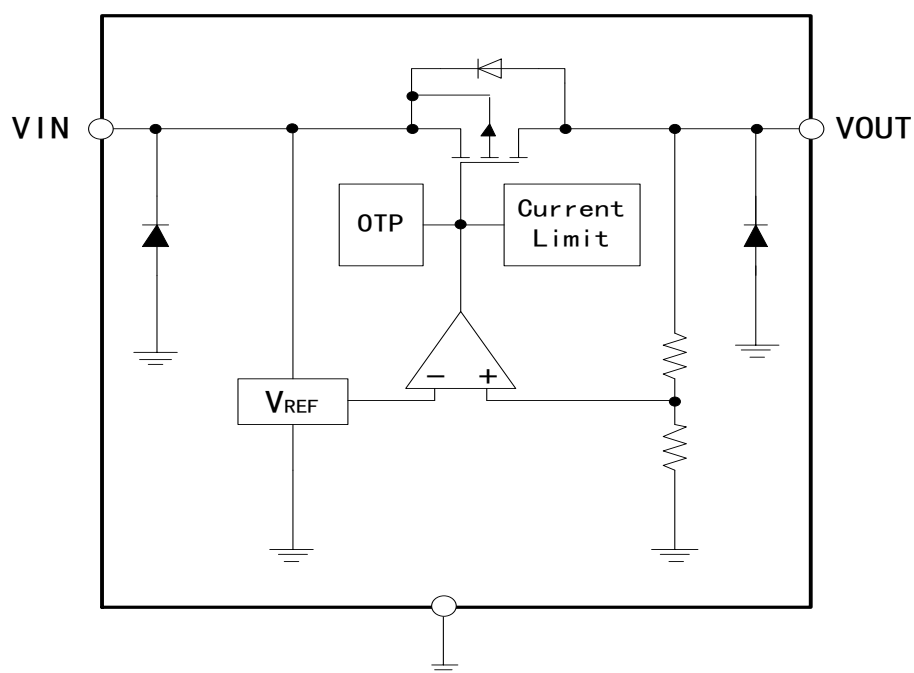 VIN
VOUT
OTP
Current
Limit
− +
VREF